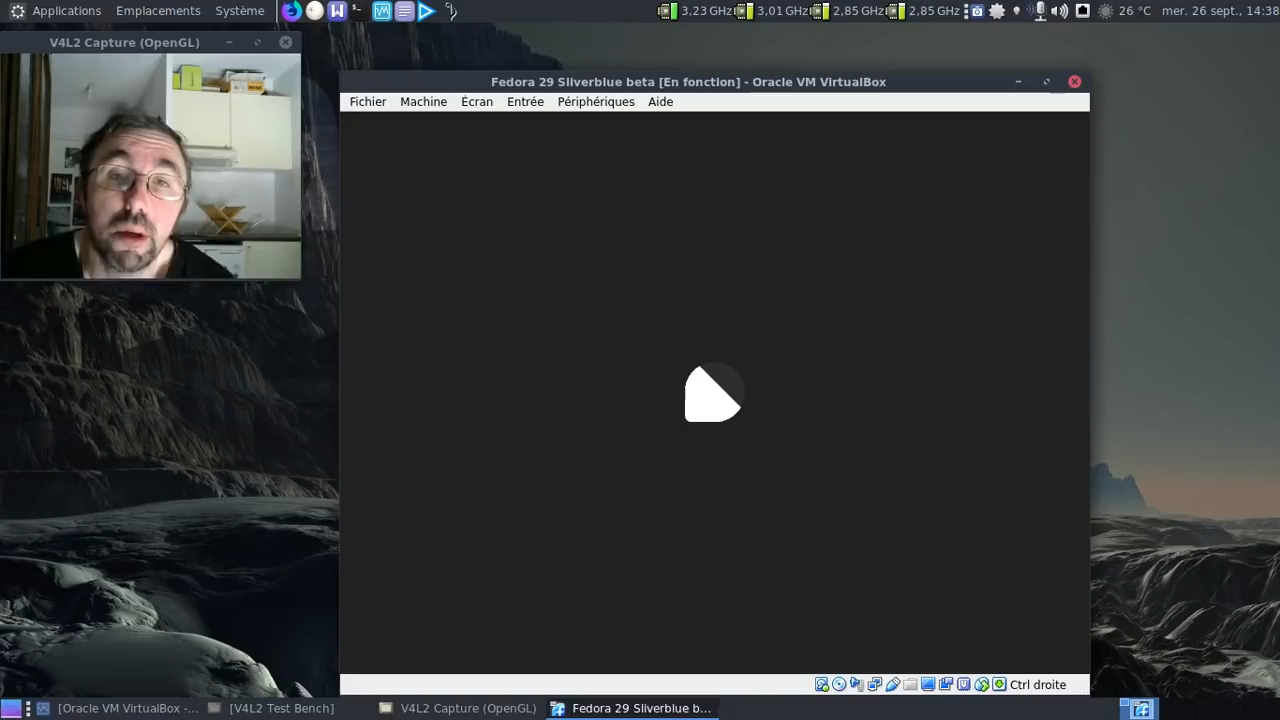 Applications Emplacements Système
3,23 GHz 3,01 GHz 2,85 GHz 2,85 GHz 26 °C mer. 26 sept., 14:38
V4L2 Capture (OpenGL)
Fedora 29 Sliverblue beta [En fonction] - Oracle VM VirtualBox
Fichier Machine Écran Entrée Périphériques Aide
Ctrl droite
[Oracle VM VirtualBox -... [V4L2 Test Bench] V4L2 Capture (OpenGL) Fedora 29 Sliverblue b...